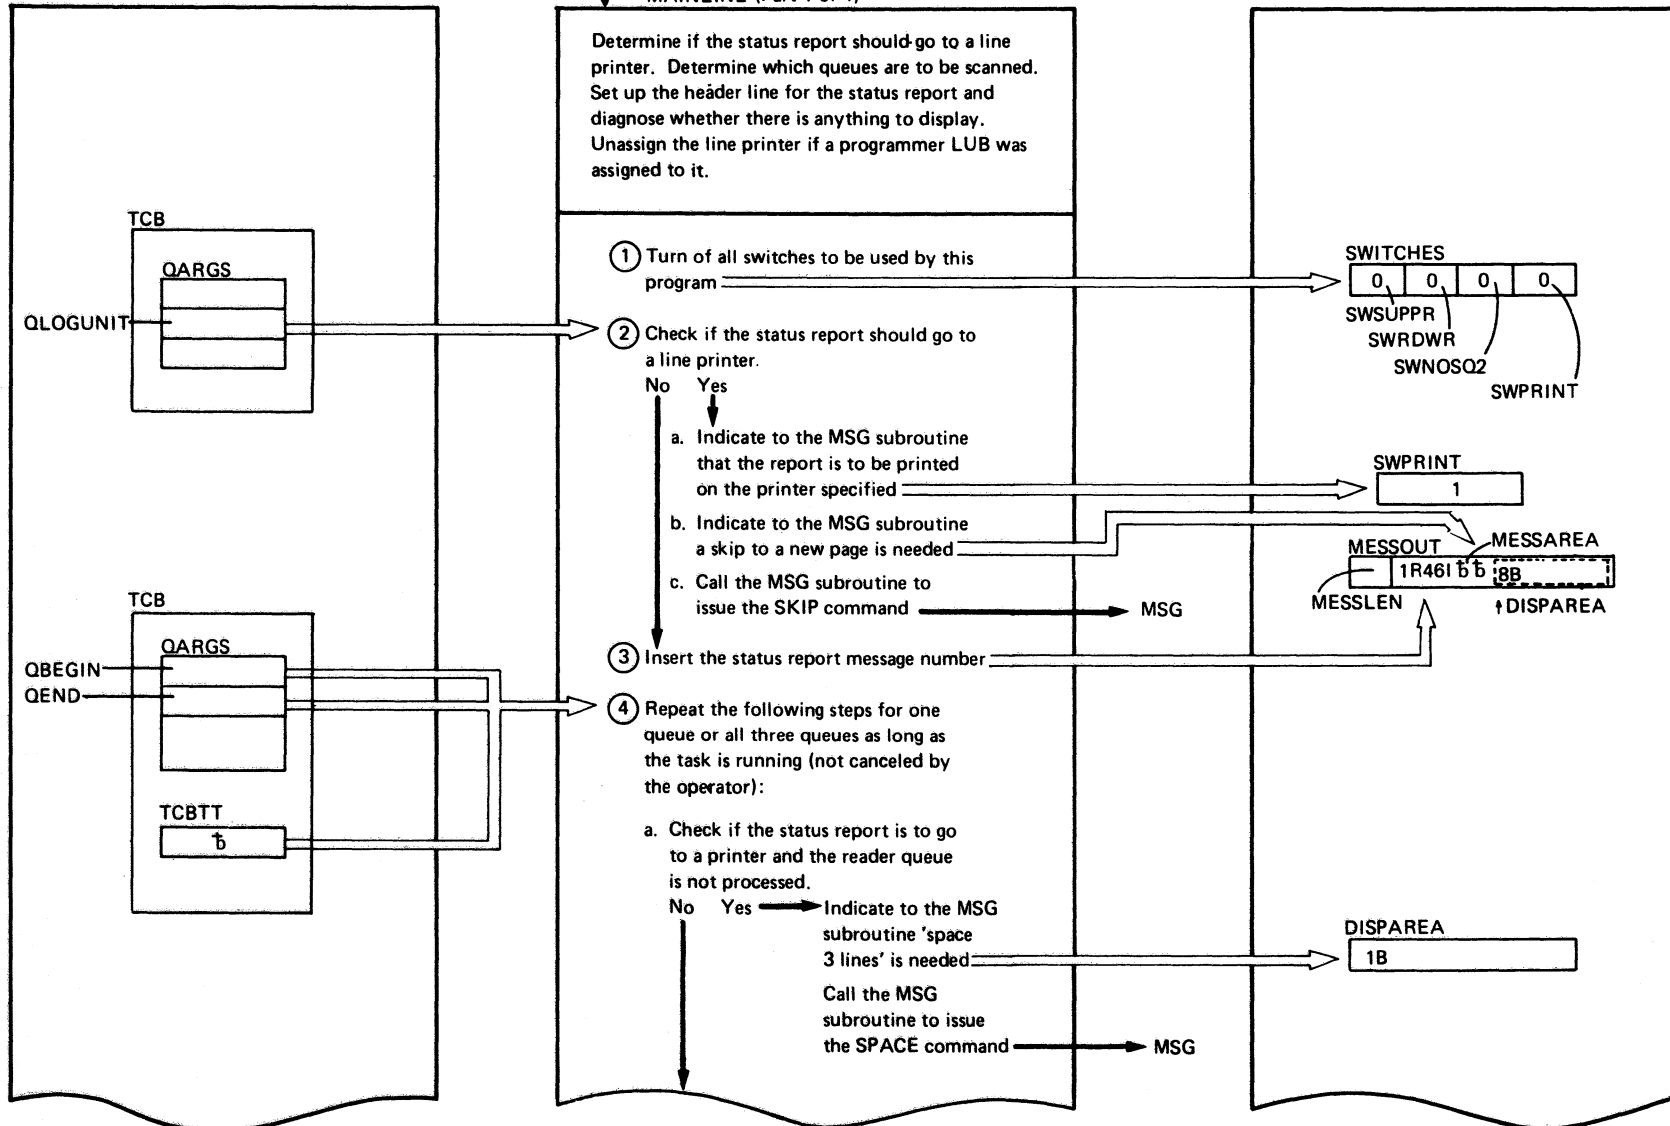 MAINLINE (Part 1 of 4)
Determine if the status report should go to a line
printer. Determine which queues are to be scanned.
Set up the header line for the status report and
diagnose whether there is anything to display.
Unassign the line printer if a programmer LUB was
assigned to it.
TCB
QARGS
QLOGUNIT
1 Turn of all switches to be used by this
program
SWITCHES
0 0 0 0
SWSUPPR
SWRDWR
SWNOSQ2
SWPRINT
2 Check if the status report should go to
a line printer.
No Yes
a. Indicate to the MSG subroutine
that the report is to be printed
on the printer specified
SWPRINT
1
b. Indicate to the MSG subroutine
a skip to a new page is needed
MESSOUT
MESSAREA
1R46I ƀ ƀ 8B
MESSLEN
DISPAREA
c. Call the MSG subroutine to
issue the SKIP command
MSG
3 Insert the status report message number
TCB
QARGS
QBEGIN
QEND
TCBTT
ƀ
4 Repeat the following steps for one
queue or all three queues as long as
the task is running (not canceled by
the operator):
a. Check if the status report is to go
to a printer and the reader queue
is not processed.
No Yes
Indicate to the MSG
subroutine 'space
3 lines' is needed
DISPAREA
1B
Call the MSG
subroutine to issue
the SPACE command
MSG